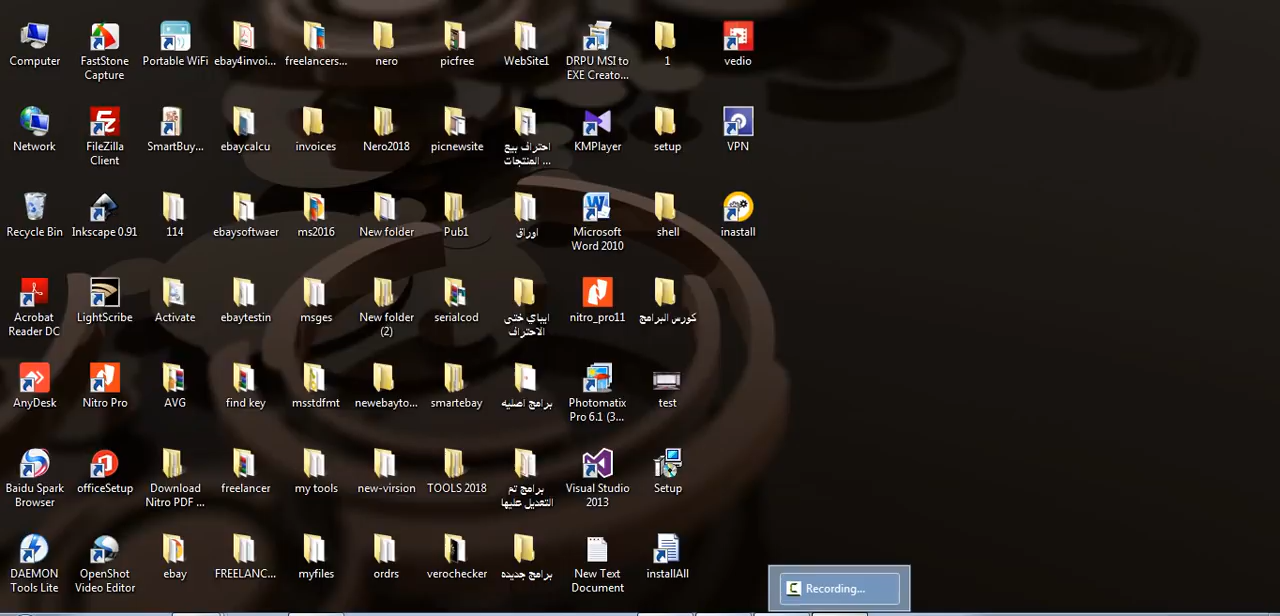 Computer
FastStone
Capture
Portable WiFi
ebay4invoi...
freelancers...
nero
picfree
WebSite1
DRPU MSI to
EXE Creato...
1
vedio
Network
FileZilla
Client
SmartBuy...
ebaycalcu
invoices
Nero2018
picnewsite
احتراف بيع
المنتجات ...
KMPlayer
setup
VPN
Recycle Bin
Inkscape 0.91
114
ebaysoftwaer
ms2016
New folder
Pub1
اوراق
Microsoft
Word 2010
shell
inastall
Acrobat
Reader DC
LightScribe
Activate
ebaytestin
msges
New folder
(2)
serialcod
ايباي ختى
الاحتراف
nitro_pro11
كورس البرامج
AnyDesk
Nitro Pro
AVG
find key
msstdfmt
newebayto...
smartebay
برامج اصليه
Photomatix
Pro 6.1 (3...
test
Baidu Spark
Browser
officeSetup
Download
Nitro PDF ...
freelancer
my tools
new-virsion
TOOLS 2018
برامج تم
التعديل عليها
Visual Studio
2013
Setup
DAEMON
Tools Lite
OpenShot
Video Editor
ebay
FREELANC...
myfiles
ordrs
verochecker
برامج جديده
New Text
Document
installAll
Recording...